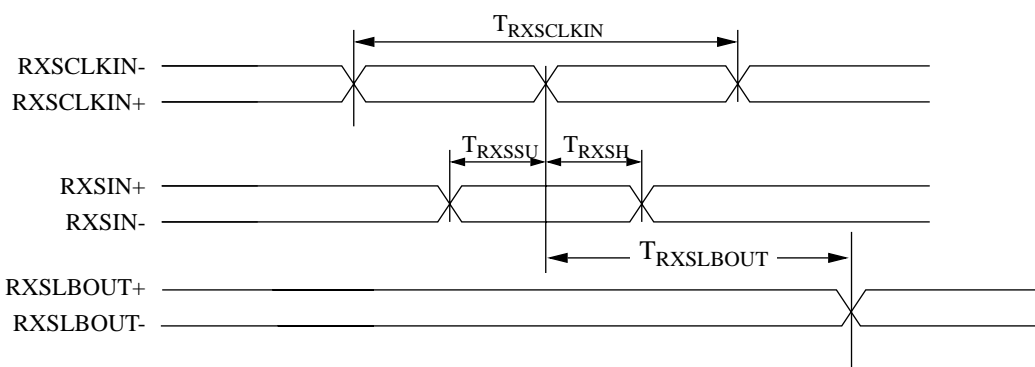 TRXSCLKIN
RXSCLKIN-
RXSCLKIN+
TRXSSU TRXSH
RXSIN+
RXSIN-
TRXSLBOUT
RXSLBOUT+
RXSLBOUT-